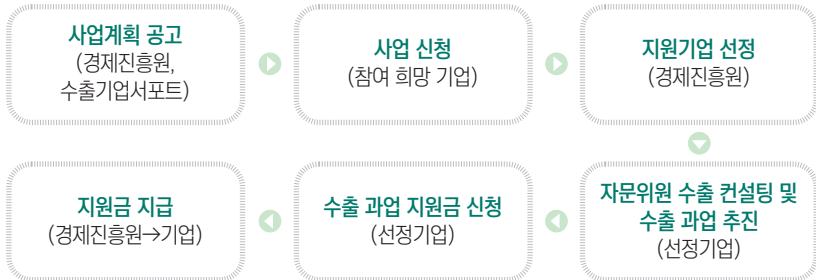 사업계획 공고
(경제진흥원,
수출기업서포트)
사업 신청
(참여 희망 기업)
지원기업 선정
(경제진흥원)
자문위원 수출 컨설팅 및
수출 과업 추진
(선정기업)
수출 과업 지원금 신청
(선정기업)
지원금 지급
(경제진흥원→기업)